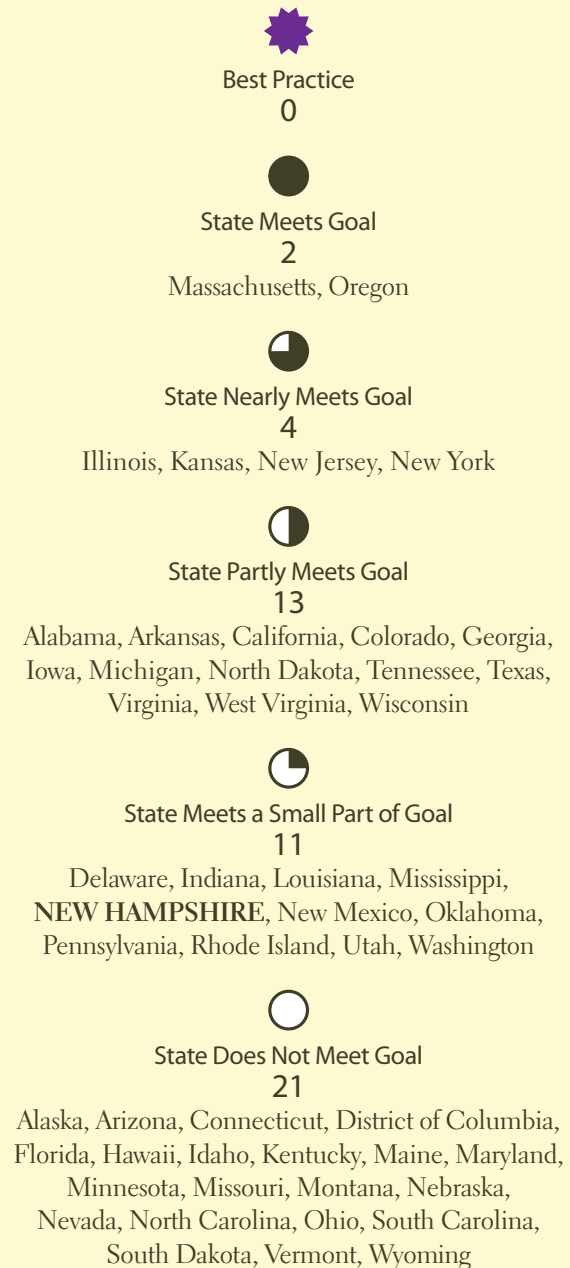 Best Practice
0
State Meets Goal
2
Massachusetts, Oregon
State Nearly Meets Goal
4
Illinois, Kansas, New Jersey, New York
State Partly Meets Goal
13
Alabama, Arkansas, California, Colorado, Georgia,
Iowa, Michigan, North Dakota, Tennessee, Texas,
Virginia, West Virginia, Wisconsin
State Meets a Small Part of Goal
11
Delaware, Indiana, Louisiana, Mississippi,
NEW HAMPSHIRE, New Mexico, Oklahoma,
Pennsylvania, Rhode Island, Utah, Washington
State Does Not Meet Goal
21
Alaska, Arizona, Connecticut, District of Columbia,
Florida, Hawaii, Idaho, Kentucky, Maine, Maryland,
Minnesota, Missouri, Montana, Nebraska,
Nevada, North Carolina, Ohio, South Carolina,
South Dakota, Vermont, Wyoming